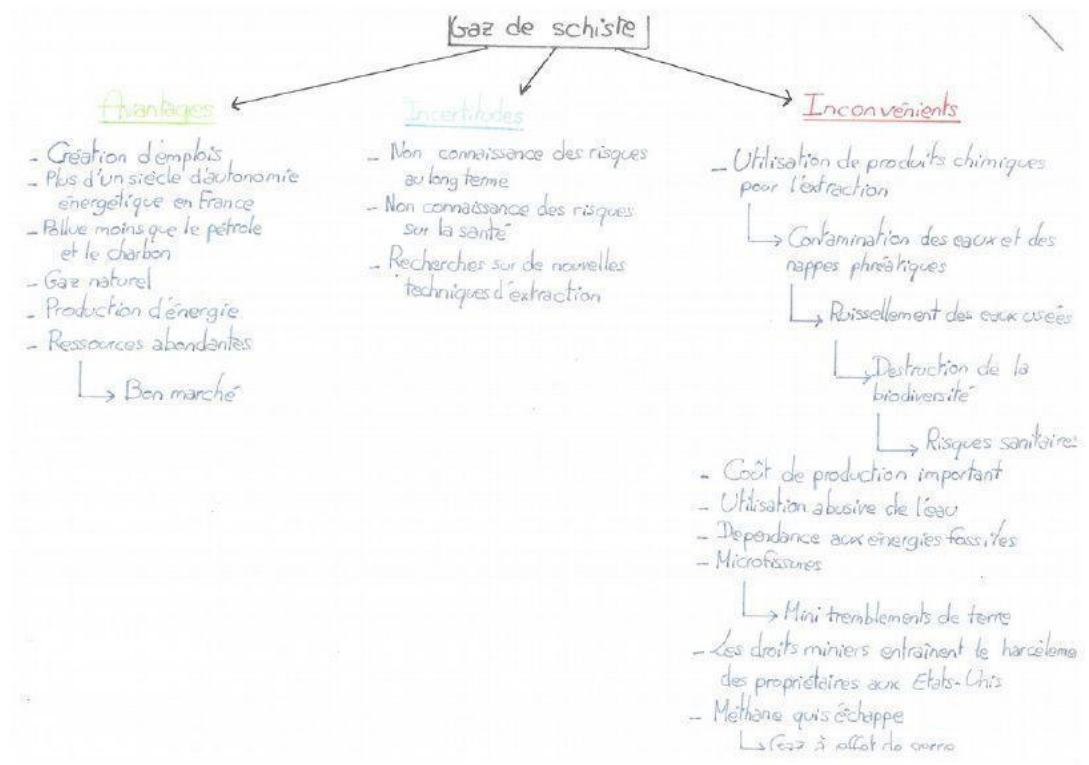 Gaz de schiste
Avantages
- Création d'emplois
- Plus d'un siècle d'autonomie
énergétique en France
- Pollue moins que le pétrole
et le charbon
- Gaz naturel
- Production d'énergie
- Ressources abondantes
→ Bon marché
Incertitudes
- Non connaissance des risques
au long terme
- Non connaissance des risques
sur la santé
- Recherches sur de nouvelles
techniques d'extraction
Inconvénients
- Utilisation de produits chimiques
pour l'extraction
→ Contamination des eaux et des
nappes phréatiques
→ Ruissellement des eaux usées
→ Destruction de la
biodiversité
→ Risques sanitaires
- Coût de production important
- Utilisation abusive de l'eau
- Dépendance aux énergies fossiles
- Microfissures
→ Mini tremblements de terre
- Les droits miniers entraînent le harcèleme
des propriétaires aux Etats-Unis
- Méthane qui s'échappe
→ Gaz à effet de serre